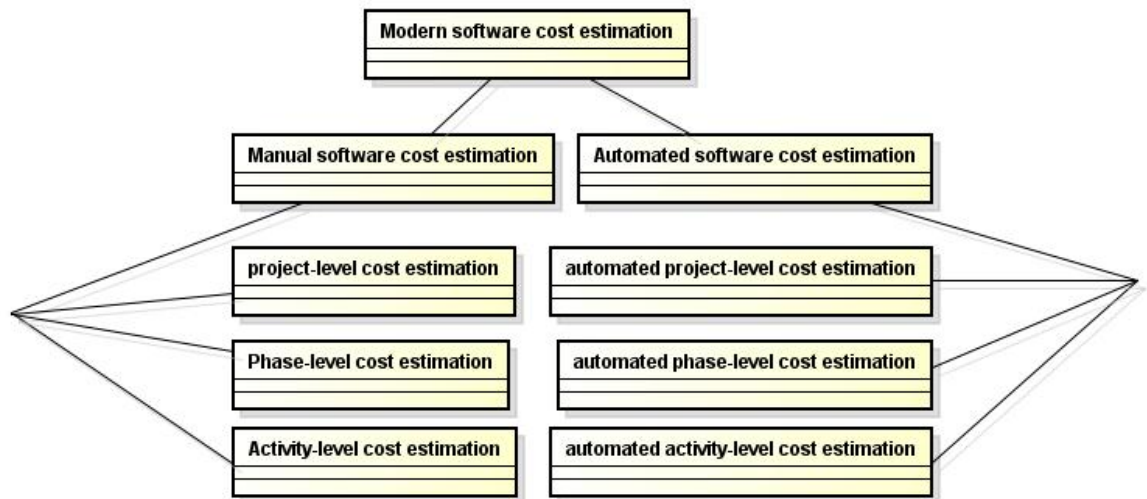 Modern software cost estimation
Manual software cost estimation
Automated software cost estimation
project-level cost estimation
automated project-level cost estimation
Phase-level cost estimation
automated phase-level cost estimation
Activity-level cost estimation
automated activity-level cost estimation